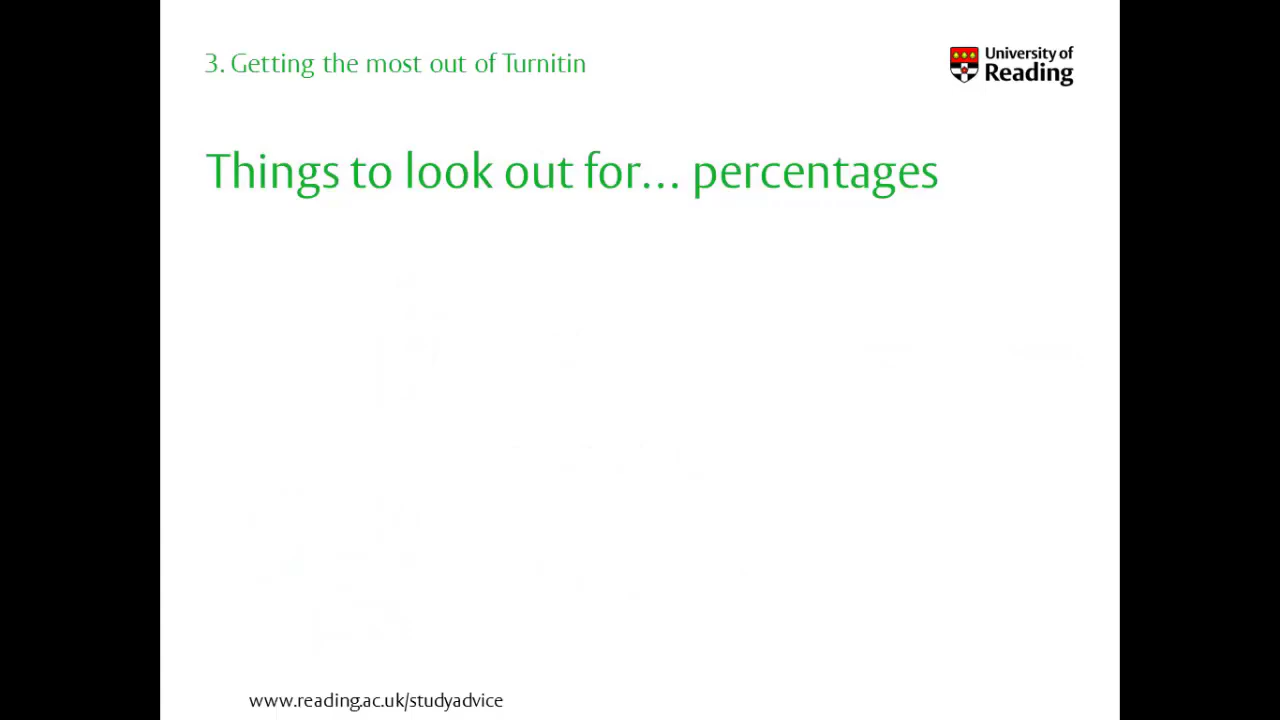 3. Getting the most out of Turnitin
University of
Reading
Things to look out for... percentages
www.reading.ac.uk/studyadvice